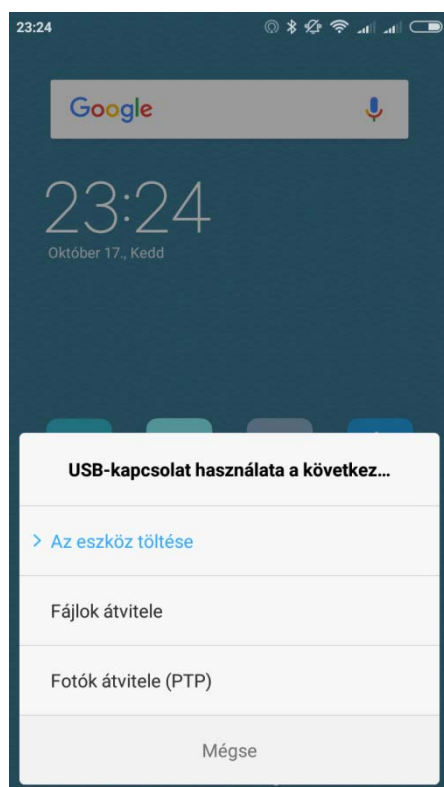 23:24
Google
23:24
Október 17., Kedd
USB-kapcsolat használata a következ...
Az eszköz töltése
Fájlok átvitele
Fotók átvitele (PTP)
Mégse